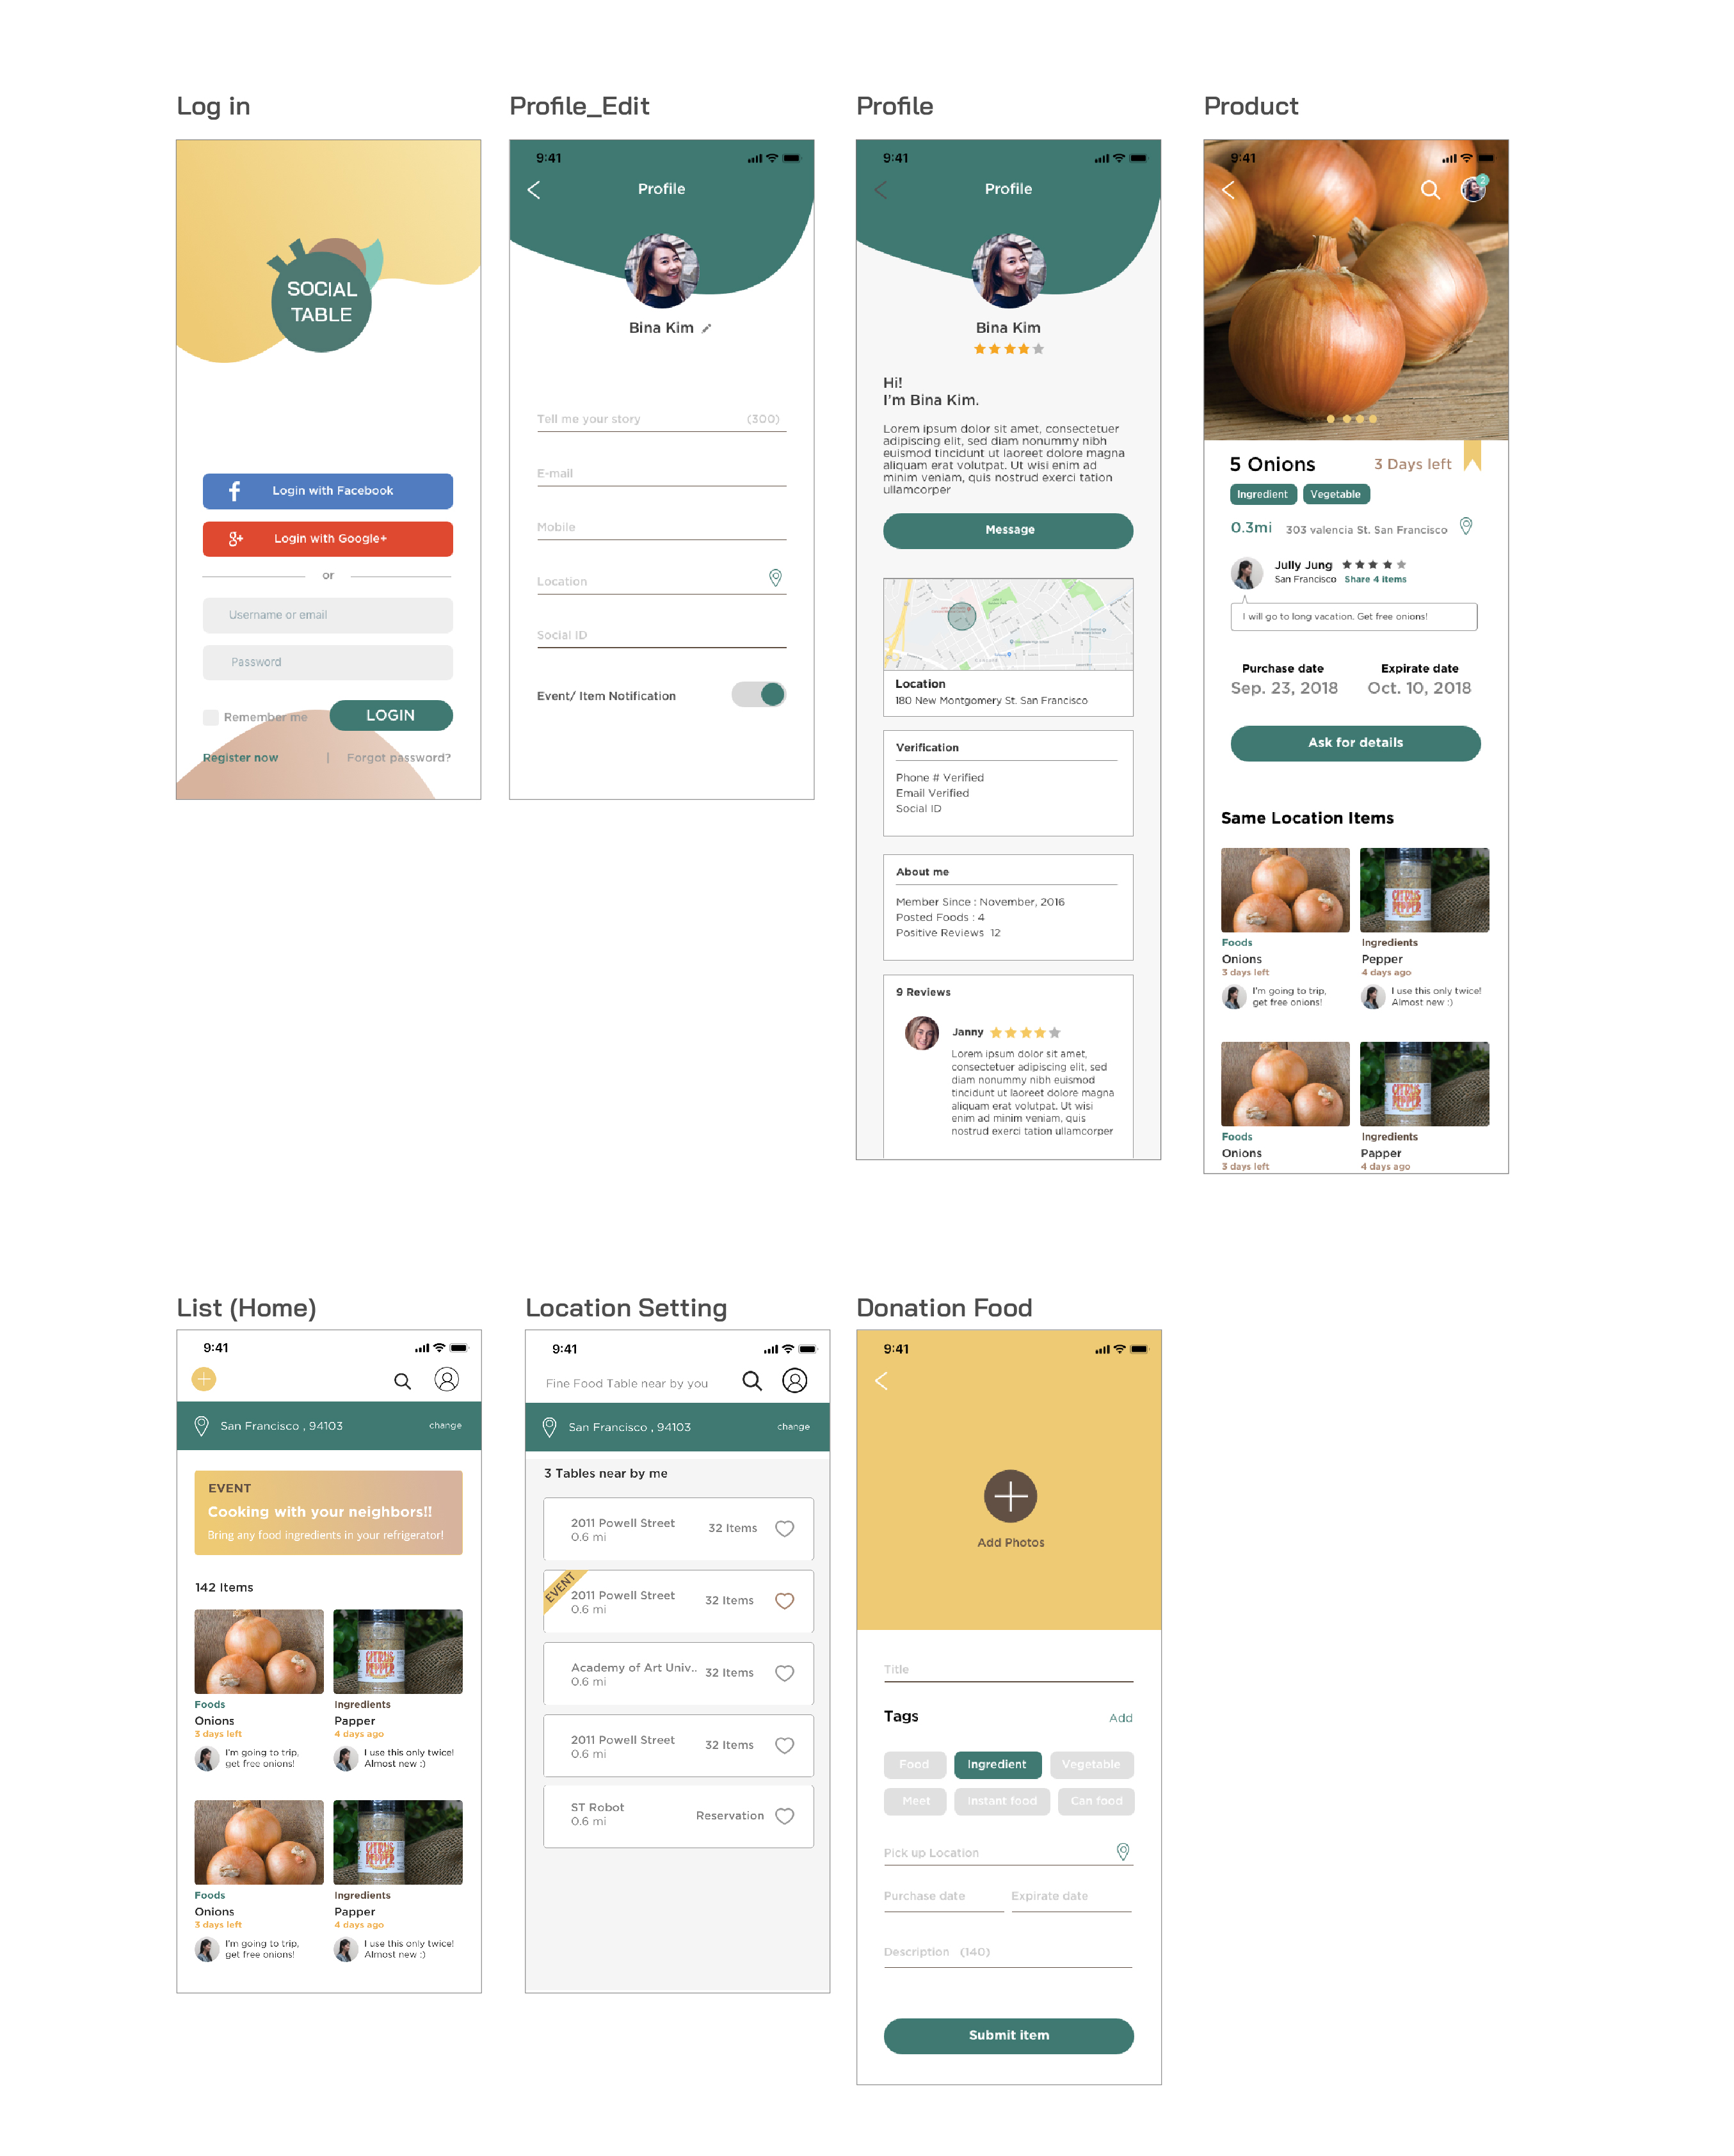 Log in
SOCIAL
TABLE
Login with Facebook
Login with Google+
or
Username or email
Password
Remember me
LOGIN
Register now | Forgot password?
Profile_Edit
9:41
Profile
Bina Kim
Tell me your story (300)
E-mail
Mobile
Location
Social ID
Event/ Item Notification
Profile
9:41
Profile
Bina Kim
Hi!
I'm Bina Kim.
Lorem ipsum dolor sit amet, consectetuer
adipiscing elit, sed diam nonummy nibh
euismod tincidunt ut laoreet dolore magna
aliquam erat volutpat. Ut wisi enim ad
minim veniam, quis nostrud exerci tation
ullamcorper
Message
Location
180 New Montgomery St. San Francisco
Verification
Phone # Verified
Email Verified
Social ID
About me
Member Since : November, 2016
Posted Foods : 4
Positive Reviews 12
9 Reviews
Janny
Lorem ipsum dolor sit amet,
consectetuer adipiscing elit, sed
diam nonummy nibh euismod
tincidunt ut laoreet dolore magna
aliquam erat volutpat. Ut wisi
enim ad minim veniam, quis
nostrud exerci tation ullamcorper
Product
9:41
2
5 Onions
3 Days left
Ingredient
Vegetable
0.3mi 303 valencia St. San Francisco
Jully Jung
San Francisco Share 4 items
I will go to long vacation. Get free onions!
Purchase date Expirate date
Sep. 23, 2018 Oct. 10, 2018
Ask for details
Same Location Items
CITRUS
PEPPER
Foods
Onions
3 days left
I'm going to trip,
get free onions!
Ingredients
Pepper
4 days ago
I use this only twice!
Almost new :)
CITRUS
PEPPER
Foods
Onions
3 days left
Ingredients
Papper
4 days ago
List (Home)
9:41
San Francisco , 94103 change
EVENT
Cooking with your neighbors!!
Bring any food ingredients in your refrigerator!
142 Items
CITRUS
PEPPER
Foods
Onions
3 days left
I'm going to trip,
get free onions!
Ingredients
Papper
4 days ago
I use this only twice!
Almost new :)
CITRUS
PEPPER
Foods
Onions
3 days left
I'm going to trip,
get free onions!
Ingredients
Papper
4 days ago
I use this only twice!
Almost new :)
Location Setting
9:41
Fine Food Table near by you
San Francisco , 94103 change
3 Tables near by me
2011 Powell Street 32 Items
0.6 mi
EVENT
2011 Powell Street 32 Items
0.6 mi
Academy of Art Univ.. 32 Items
0.6 mi
2011 Powell Street 32 Items
0.6 mi
ST Robot Reservation
0.6 mi
Donation Food
9:41
Add Photos
Title
Tags Add
Food Ingredient Vegetable
Meet Instant food Can food
Pick up Location
Purchase date Expirate date
Description (140)
Submit item